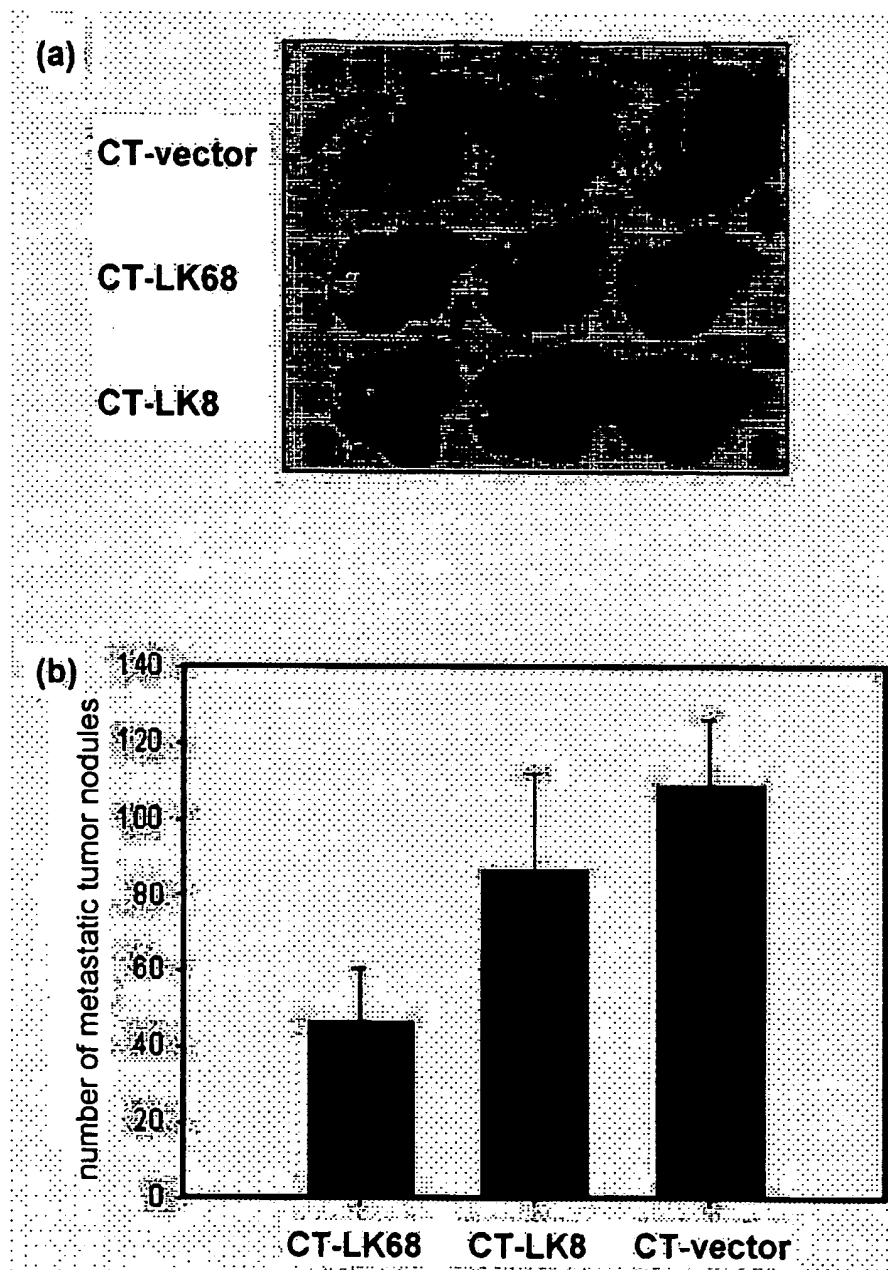 (a)
CT-vector
CT-LK68
CT-LK8
(b)
number of metastatic tumor nodules
140
120
100
80
60
40
20
0
CT-LK68 CT-LK8 CT-vector